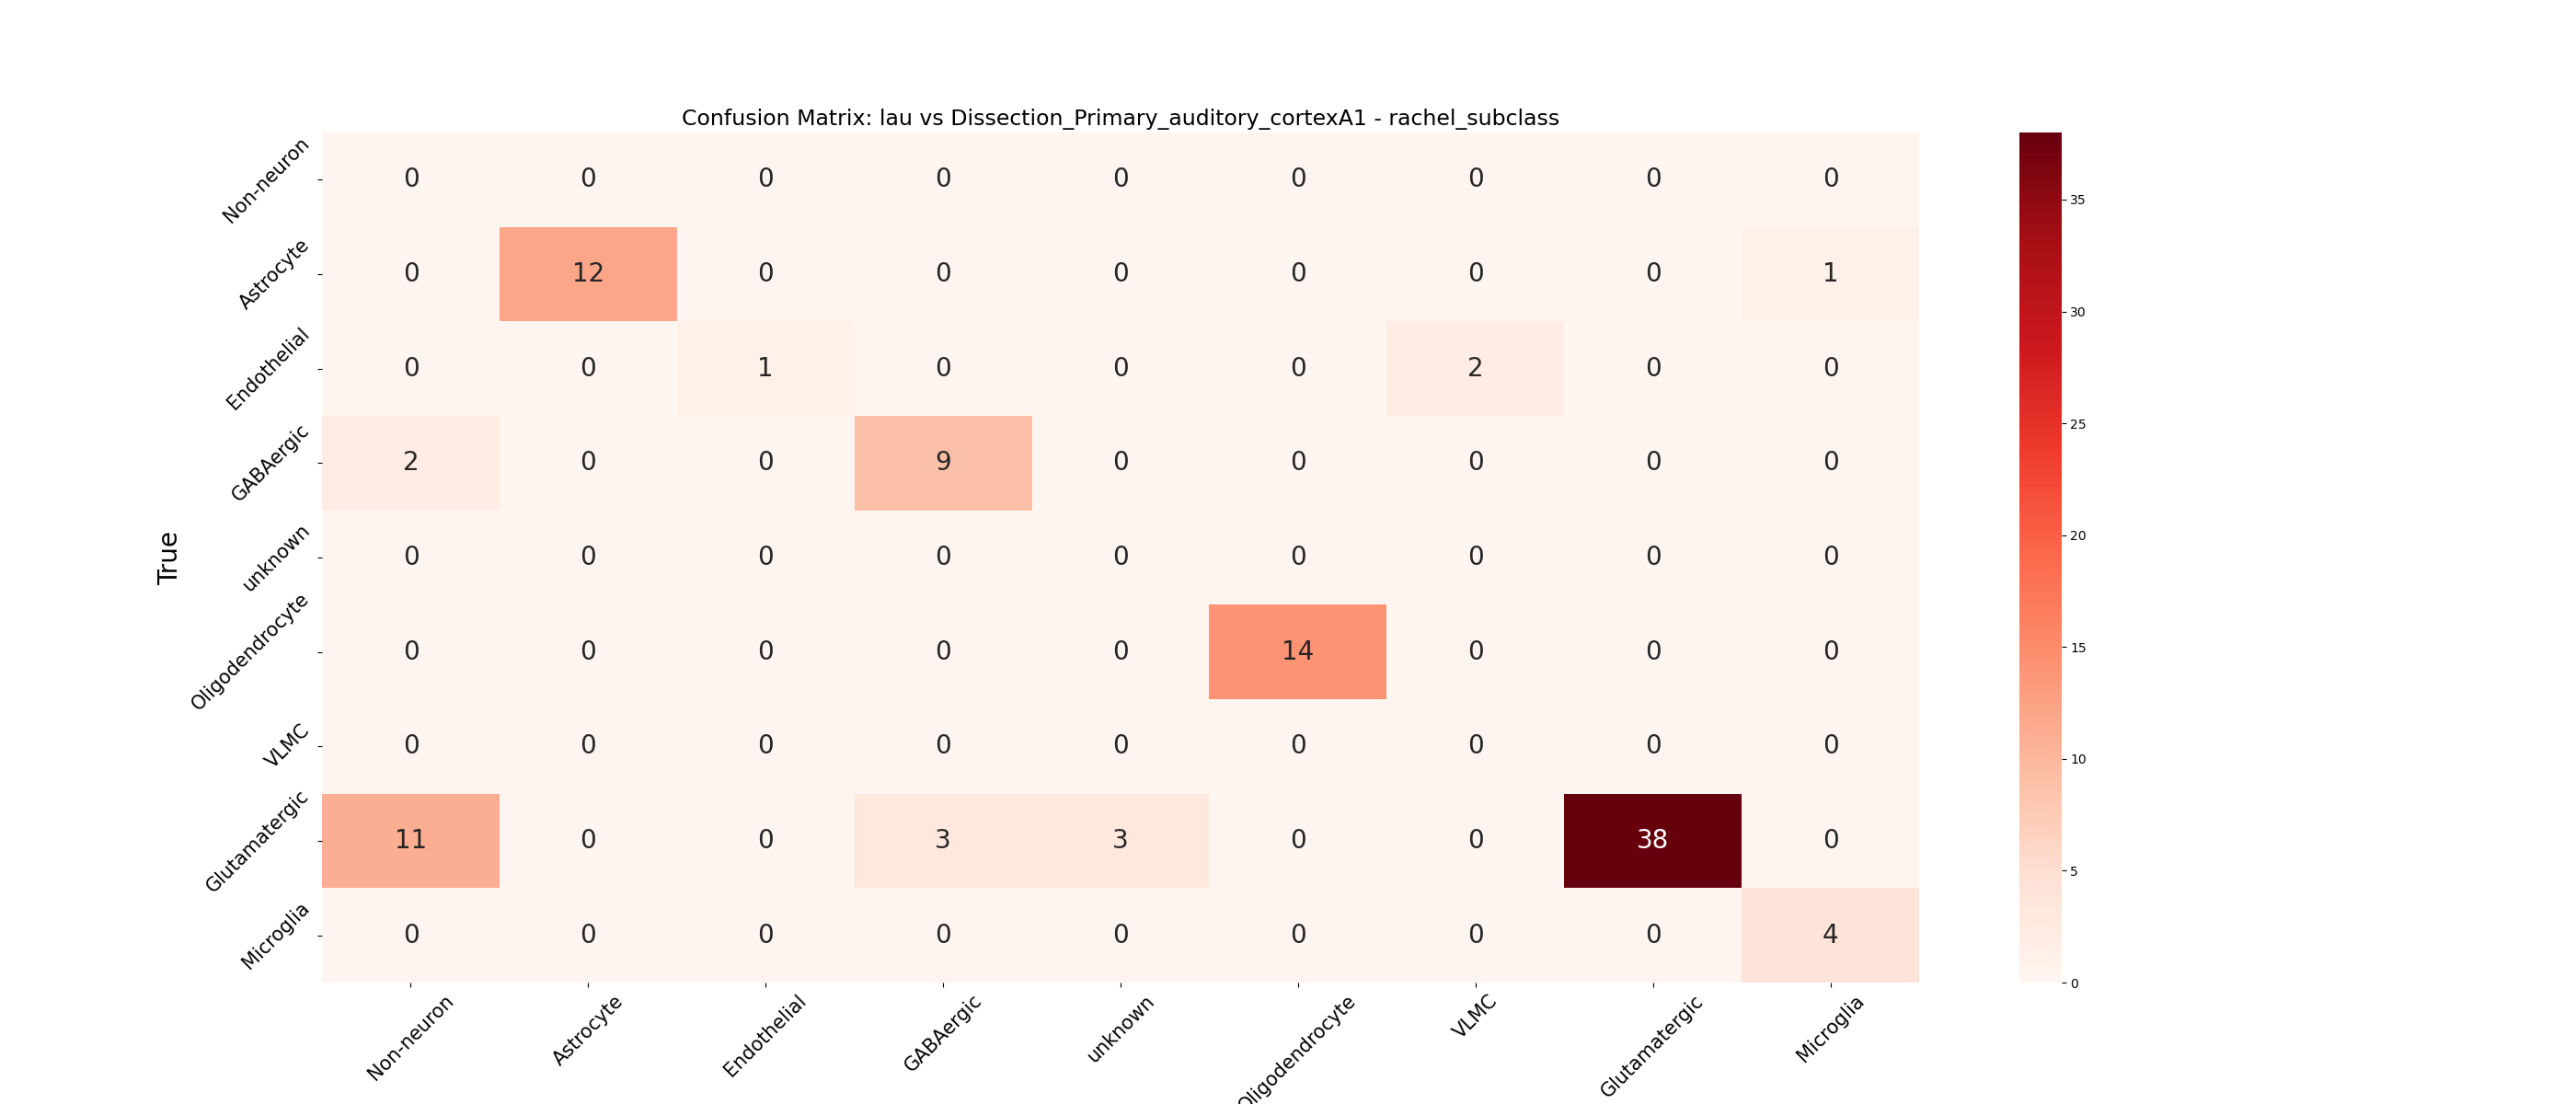 Confusion Matrix: lau vs Dissection_Primary_auditory_cortexA1 - rachel_subclass
True
Non-neuron 0 0 0 0 0 0 0 0 0
Astrocyte 0 12 0 0 0 0 0 0 1
Endothelial 0 0 1 0 0 0 2 0 0
GABAergic 2 0 0 9 0 0 0 0 0
unknown 0 0 0 0 0 0 0 0 0
Oligodendrocyte 0 0 0 0 0 14 0 0 0
VLMC 0 0 0 0 0 0 0 0 0
Glutamatergic 11 0 0 3 3 0 0 38 0
Microglia 0 0 0 0 0 0 0 0 4
Non-neuron Astrocyte Endothelial GABAergic unknown Oligodendrocyte VLMC Glutamatergic Microglia
35
30
25
20
15
10
5
0